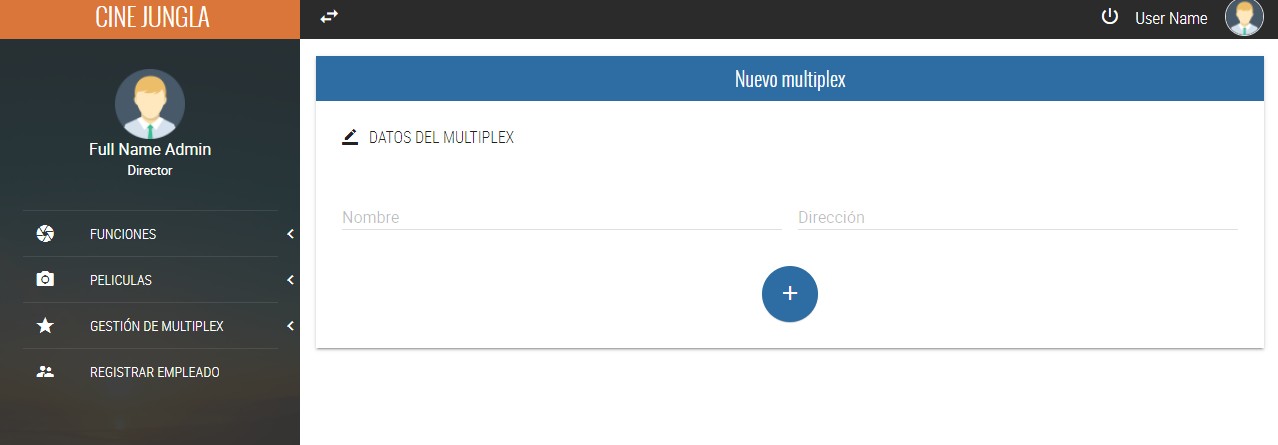 CINE JUNGLA
User Name
Full Name Admin
Director
FUNCIONES
PELICULAS
GESTIÓN DE MULTIPLEX
REGISTRAR EMPLEADO
Nuevo multiplex
DATOS DEL MULTIPLEX
Nombre
Dirección